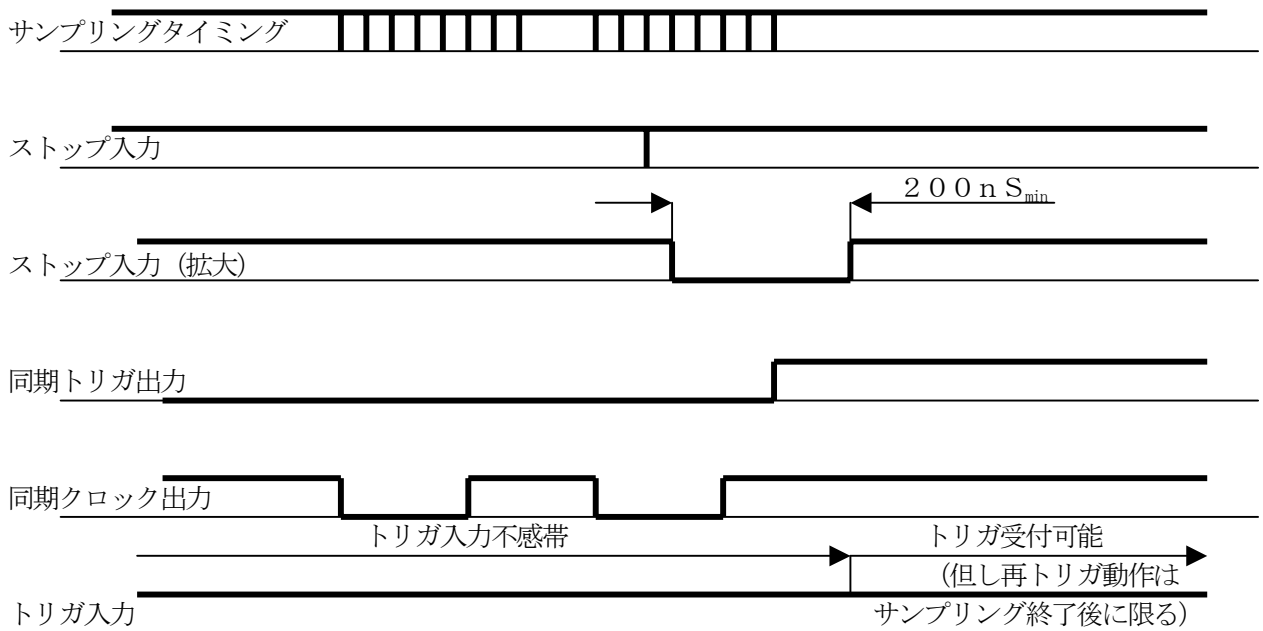 サンプリングタイミング
ストップ入力
２００ｎＳmin
ストップ入力（拡大）
同期トリガ出力
同期クロック出力
トリガ入力不感帯
トリガ受付可能
（但し再トリガ動作は
サンプリング終了後に限る）
トリガ入力